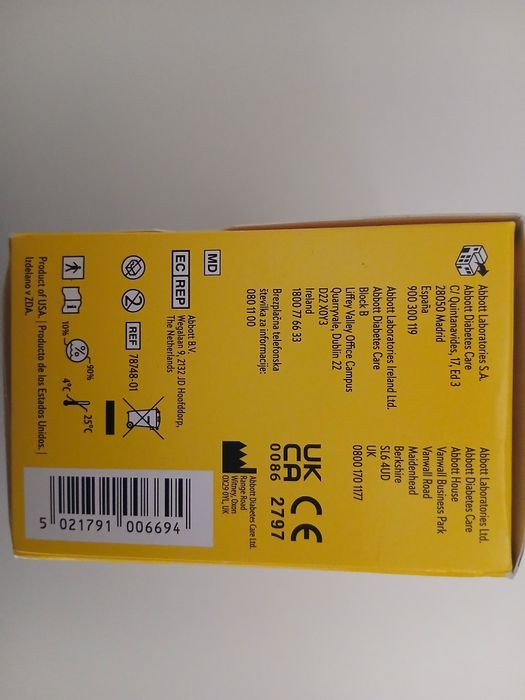 Abbott Laboratories S.A.
Abbott Diabetes Care
C/ Quintanavides, 17, Ed 3
28050 Madrid
España
900 300 119
Abbott Laboratories Ireland Ltd.
Abbott Diabetes Care
Block B
Liffey Valley Office Campus
Quarryvale, Dublin 22
D22 X0Y3
Ireland
1800 77 66 33
Brezplačna telefonska
številka za informacije:
080 11 00
Abbott Laboratories Ltd.
Abbott Diabetes Care
Abbott House
Vanwall Business Park
Vanwall Road
Maidenhead
Berkshire
SL6 4UD
UK
0800 170 1177
MD
EC REP
Abbott B.V.
Wegalaan 9, 2132 JD Hoofddorp,
The Netherlands
UK
CA
0086
CE
2797
Abbott Diabetes Care Ltd.
Range Road
Witney, Oxon
OX29 0YL, UK
2
REF 78748-01
i
10%
90%
4°C
25°C
Product of USA. | Producto de los Estados Unidos. |
Izdelano v ZDA.
5 021791 006694